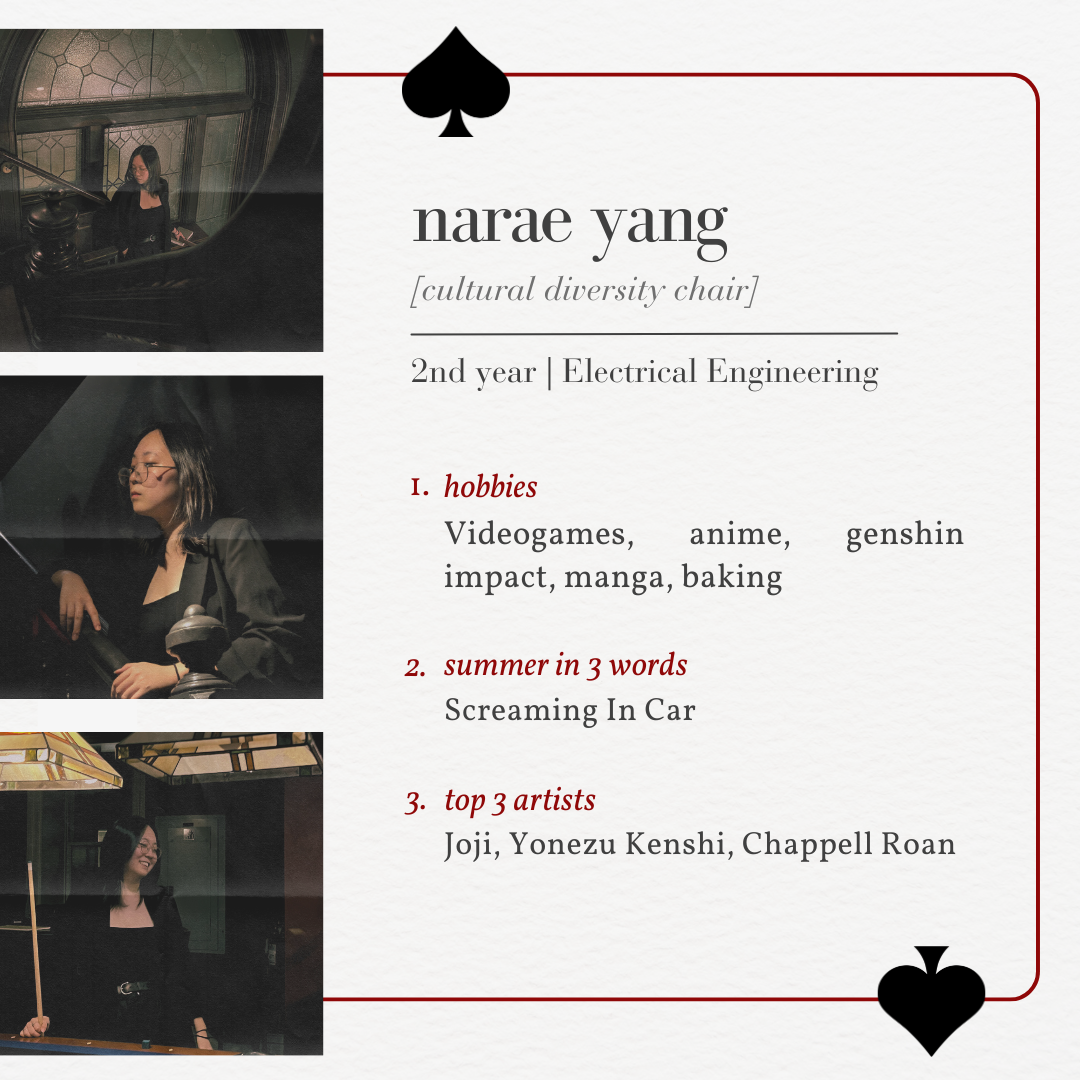 narae yang
[cultural diversity chair]
2nd year | Electrical Engineering
1. hobbies
Videogames, anime, genshin
impact, manga, baking
2. summer in 3 words
Screaming In Car
3. top 3 artists
Joji, Yonezu Kenshi, Chappell Roan